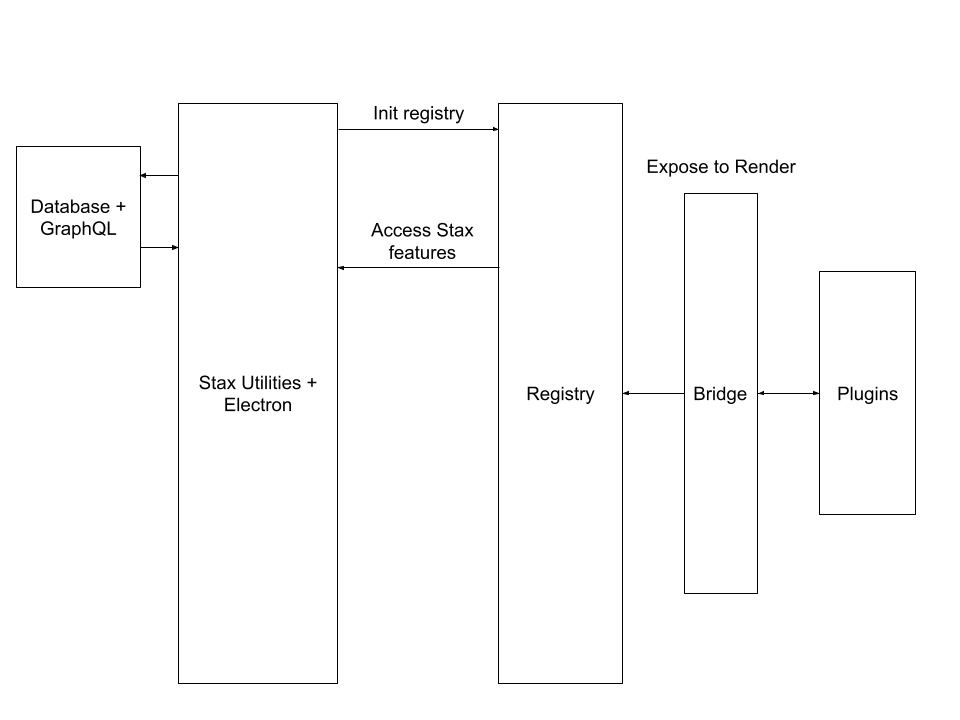 Init registry
Expose to Render
Database +
GraphQL
Access Stax
features
Stax Utilities +
Electron
Registry
Bridge
Plugins